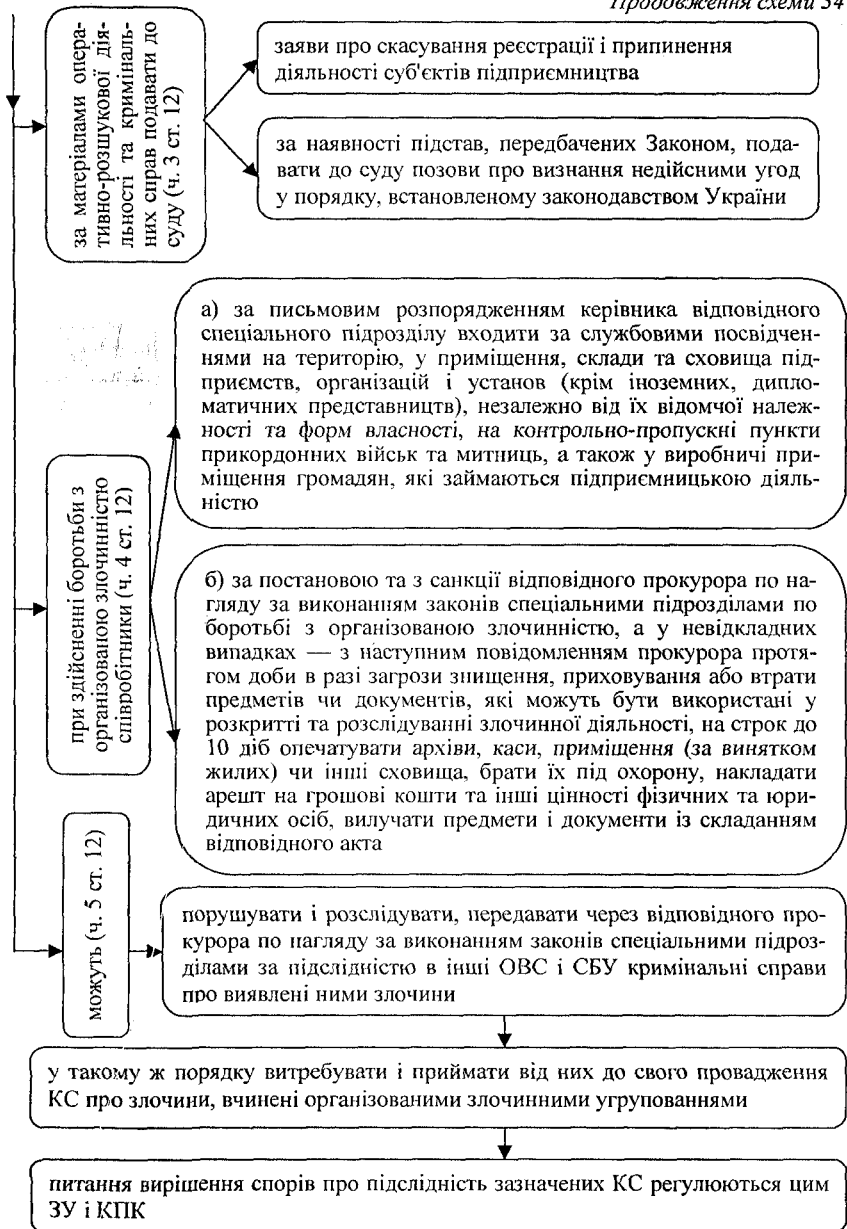 Продовження схеми 54
за матеріалами опера-
тивно-розшукової дія-
льності та криміналь-
них справ подавати до
суду (ч. 3 ст. 12)
заяви про скасування реєстрації і припинення
діяльності суб'єктів підприємництва
за наявності підстав, передбачених Законом, пода-
вати до суду позови про визнання недійсними угод
у порядку, встановленому законодавством України
при здійсненні боротьби з
організованою злочинністю
співробітники (ч. 4 ст. 12)
а) за письмовим розпорядженням керівника відповідного
спеціального підрозділу входити за службовими посвідчен-
нями на територію, у приміщення, склади та сховища під-
приємств, організацій і установ (крім іноземних, дипло-
матичних представництв), незалежно від їх відомчої належ-
ності та форм власності, на контрольно-пропускні пункти
прикордонних військ та митниць, а також у виробничі при-
міщення громадян, які займаються підприємницькою діяль-
ністю
б) за постановою та з санкції відповідного прокурора по на-
гляду за виконанням законів спеціальними підрозділами по
боротьбі з організованою злочинністю, а у невідкладних
випадках — з наступним повідомленням прокурора протя-
гом доби в разі загрози знищення, приховування або втрати
предметів чи документів, які можуть бути використані у
розкритті та розслідуванні злочинної діяльності, на строк до
10 діб опечатувати архіви, каси, приміщення (за винятком
жилих) чи інші сховища, брати їх під охорону, накладати
арешт на грошові кошти та інші цінності фізичних та юри-
дичних осіб, вилучати предмети і документи із складанням
відповідного акта
можуть (ч. 5 ст. 12)
порушувати і розслідувати, передавати через відповідного про-
курора по нагляду за виконанням законів спеціальними підроз-
ділами за підслідністю в інші ОВС і СБУ кримінальні справи
про виявлені ними злочини
у такому ж порядку витребувати і приймати від них до свого провадження
КС про злочини, вчинені організованими злочинними угрупованнями
питання вирішення спорів про підслідність зазначених КС регулюються цим
ЗУ і КПК